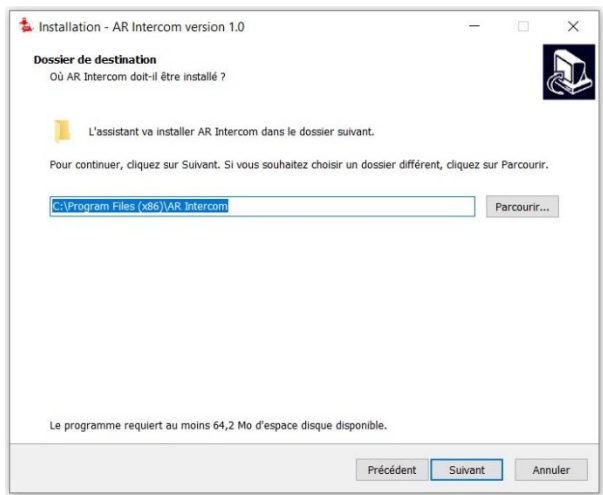 Installation - AR Intercom version 1.0
Dossier de destination
Où AR Intercom doit-il être installé ?
L'assistant va installer AR Intercom dans le dossier suivant.
Pour continuer, cliquez sur Suivant. Si vous souhaitez choisir un dossier différent, cliquez sur Parcourir.
C:\Program Files (x86)\AR Intercom
Parcourir...
Le programme requiert au moins 64,2 Mo d'espace disque disponible.
Précédent
Suivant
Annuler